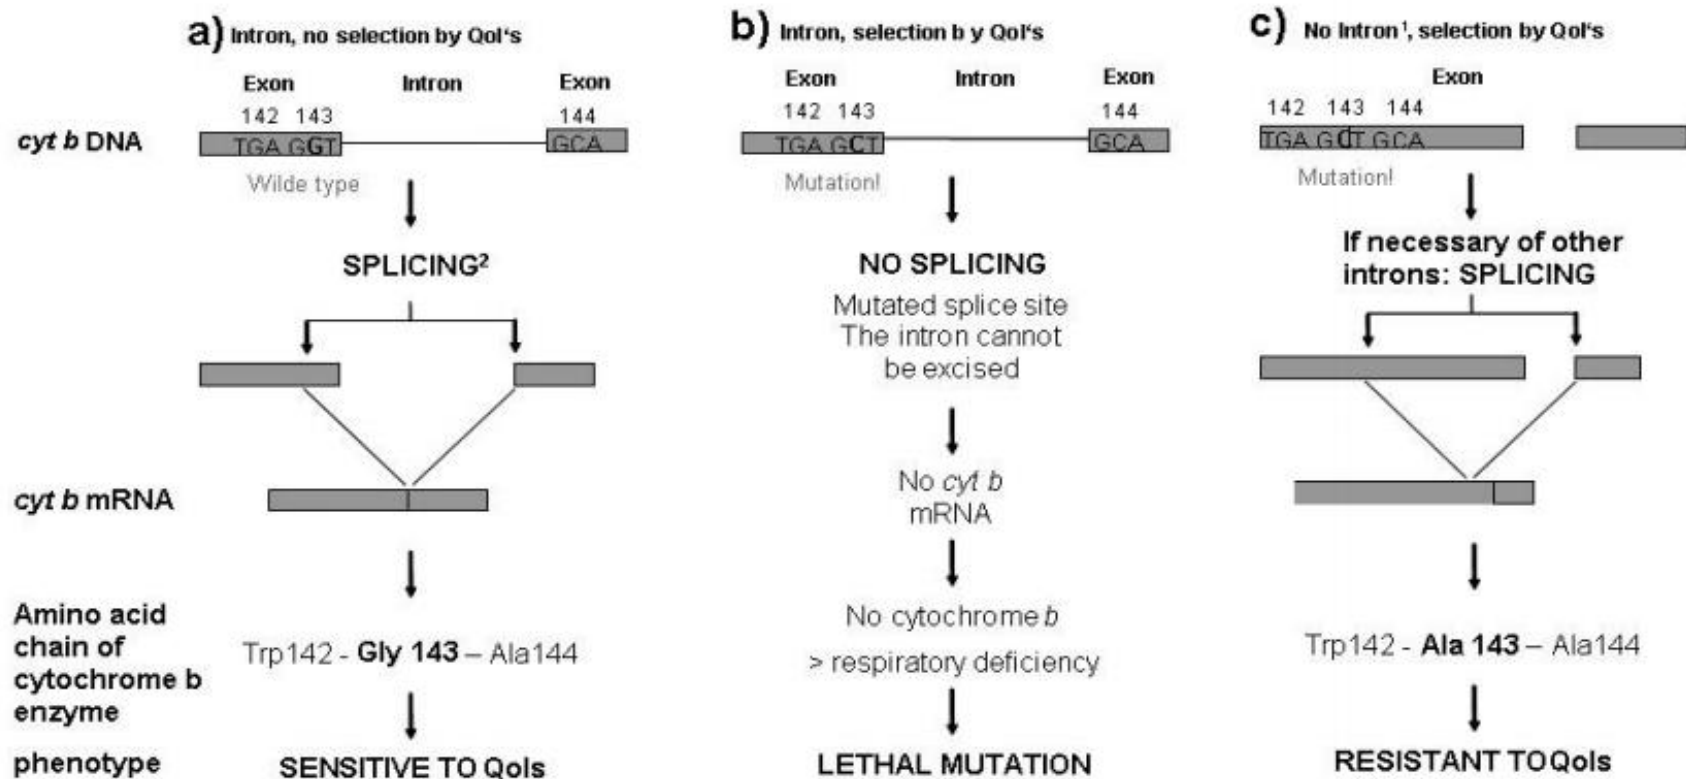 a) Intron, no selection by QoI's
Exon Intron Exon
142 143 144
cyt b DNA
TGA GGT GCA
Wilde type
SPLICING²
cyt b mRNA
Amino acid
chain of
cytochrome b
enzyme
Trp142 - Gly 143 – Ala144
phenotype
SENSITIVE TO QoIs
b) Intron, selection b y QoI's
Exon Intron Exon
142 143 144
TGA GCT GCA
Mutation!
NO SPLICING
Mutated splice site
The intron cannot
be excised
No cyt b
mRNA
No cytochrome b
> respiratory deficiency
LETHAL MUTATION
c) No Intron¹, selection by QoI's
Exon
142 143 144
TGA GCT GCA
Mutation!
If necessary of other
introns: SPLICING
Trp142 - Ala 143 – Ala144
RESISTANT TO QoIs